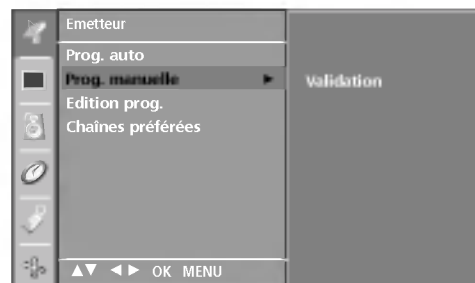 Emetteur
Prog. auto
Prog. manuelle ►
Validation
Edition prog.
Chaînes préférées
▲▼ ◄► OK MENU